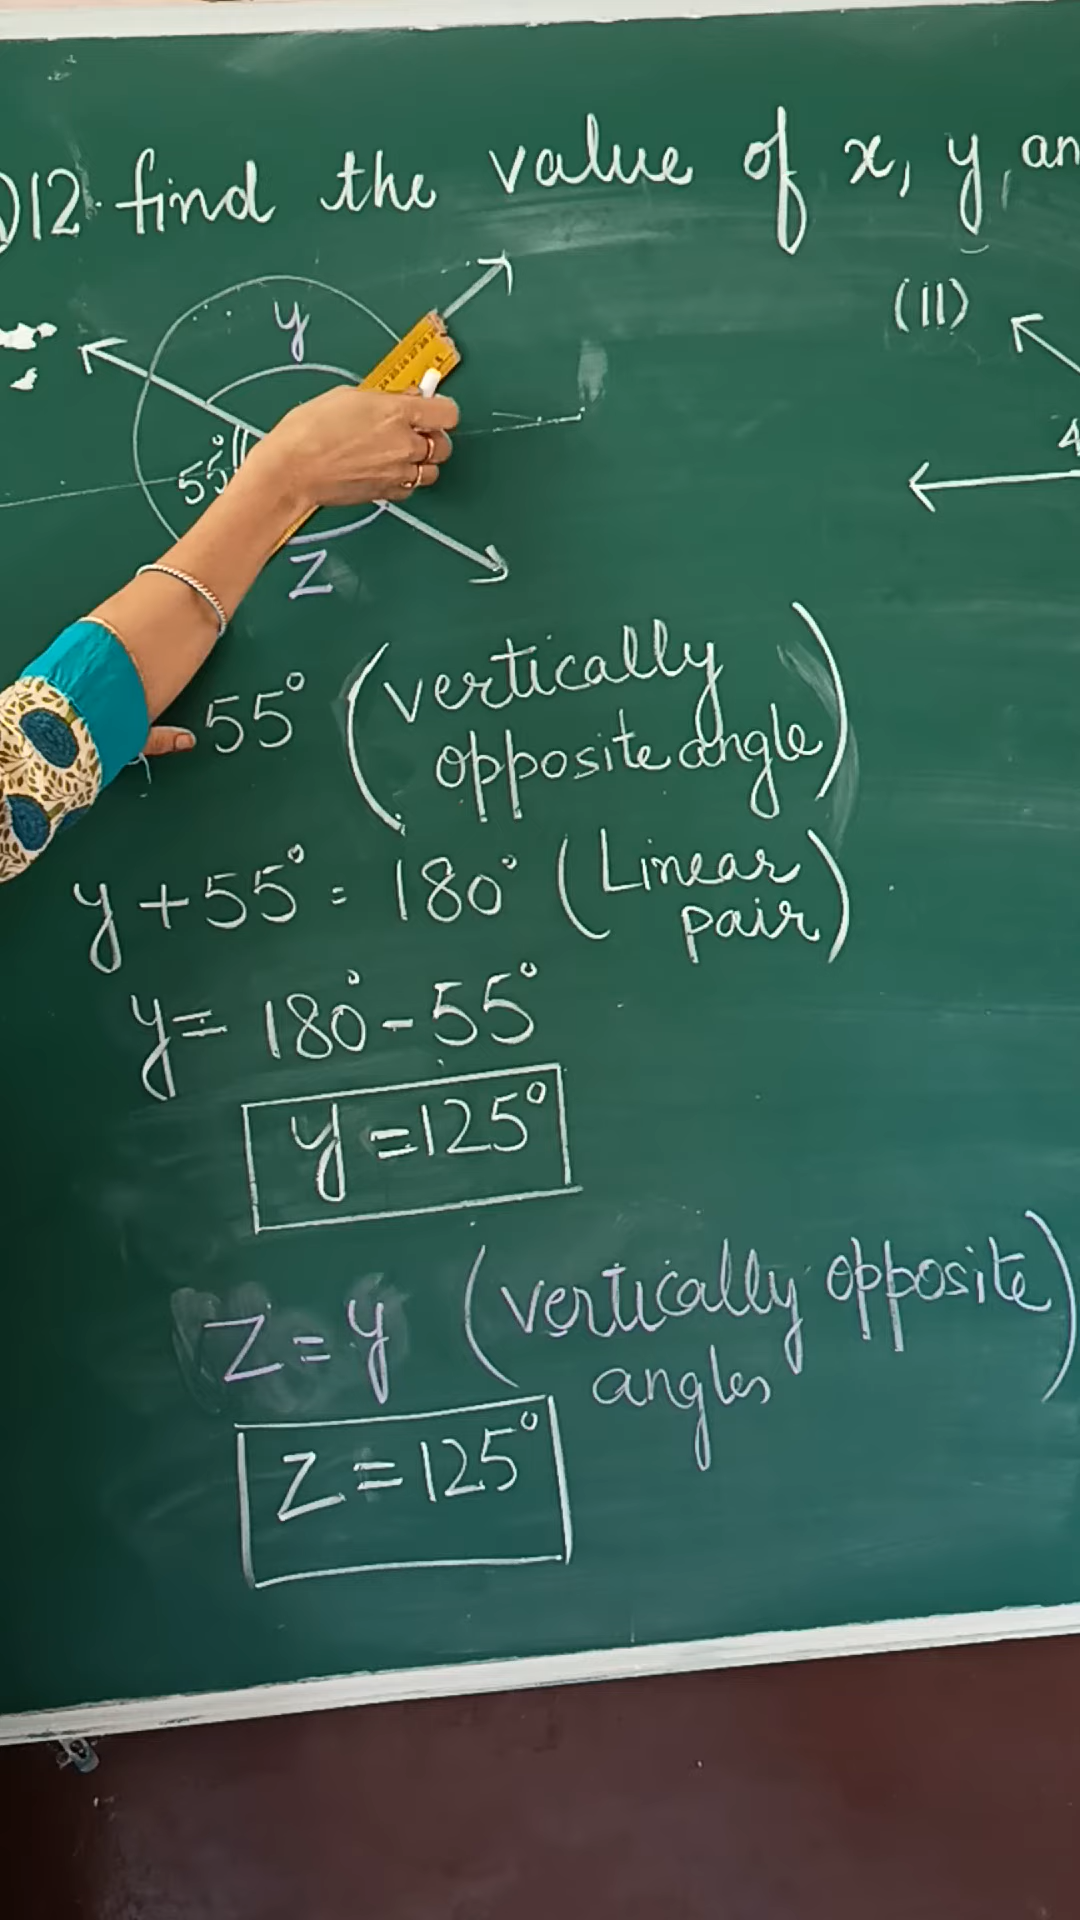 12. find the value of x, y, an
(II)
y
55°
4
z
55° (vertically
opposite angle)
y + 55° = 180° (Linear
pair)
y = 180° - 55°
y = 125°
z = y (vertically opposite
angles)
z = 125°